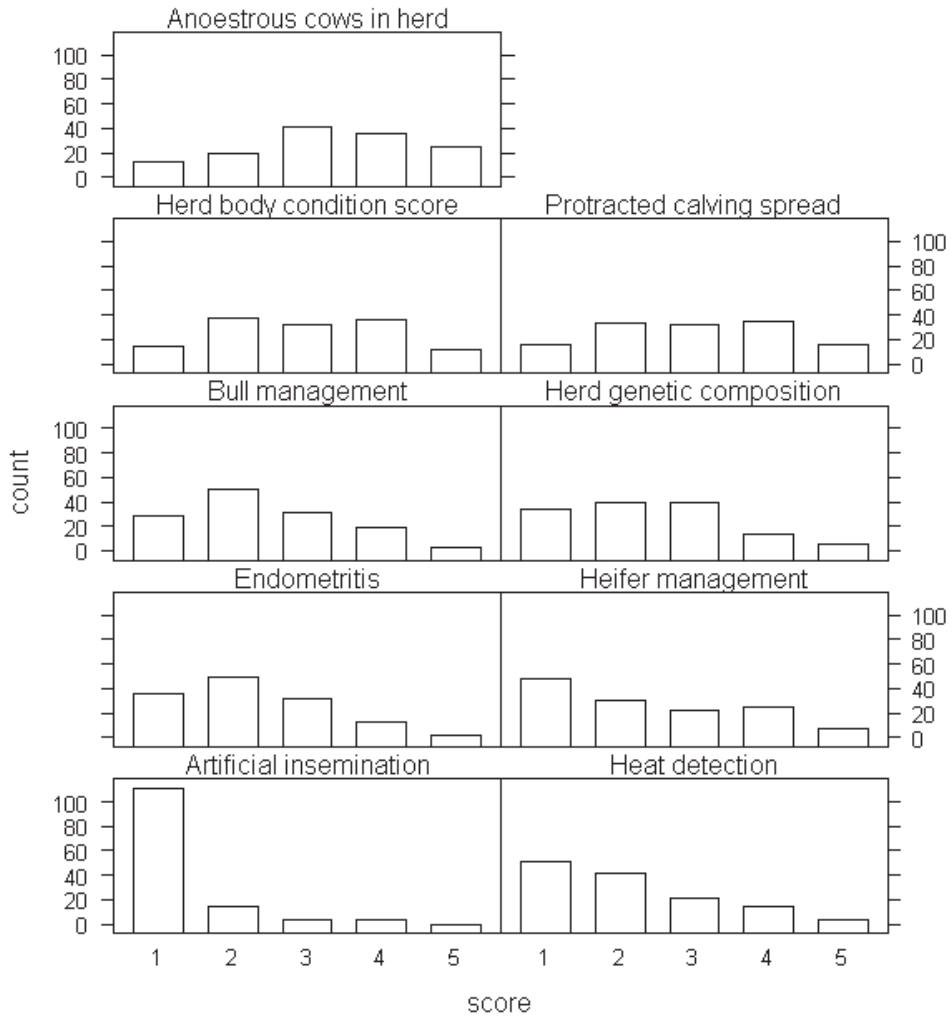 Anoestrous cows in herd
100
80
60
40
20
0
Herd body condition score
Protracted calving spread
100
80
60
40
20
0
Bull management
Herd genetic composition
100
80
60
40
20
0
count
Endometritis
Heifer management
100
80
60
40
20
0
Artificial insemination
Heat detection
100
80
60
40
20
0
1 2 3 4 5 1 2 3 4 5
score